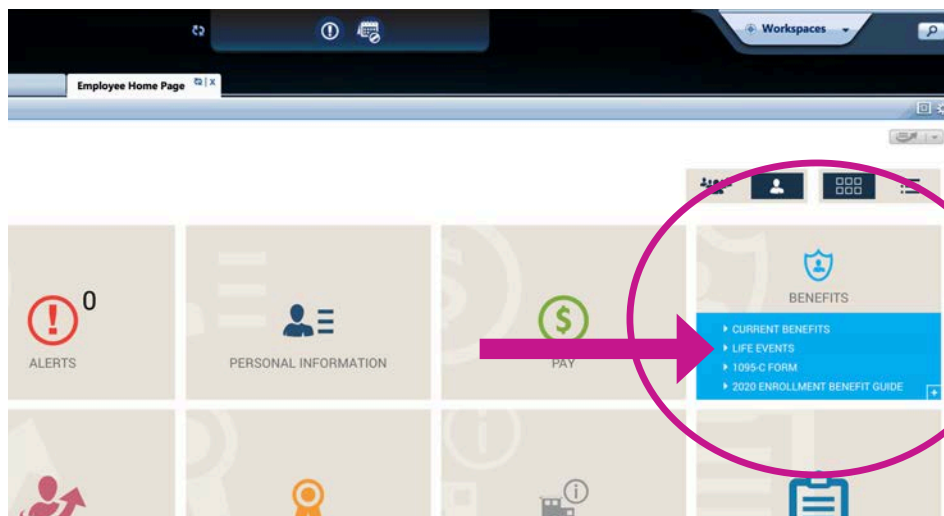 Workspaces
Employee Home Page
x
0
ALERTS
PERSONAL INFORMATION
$
PAY
BENEFITS
CURRENT BENEFITS
LIFE EVENTS
1095-C FORM
2020 ENROLLMENT BENEFIT GUIDE